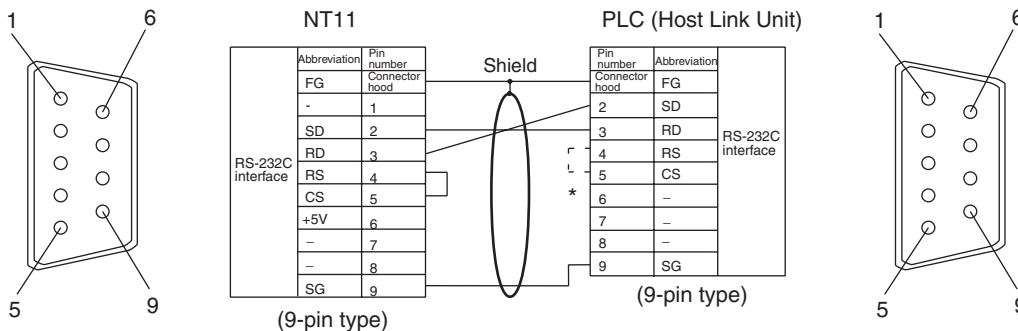 NT11
PLC (Host Link Unit)
1
6
5
9
Abbreviation Pin number
FG Connector hood
- 1
SD 2
RD 3
RS 4
CS 5
+5V 6
– 7
– 8
SG 9
RS-232C
interface
(9-pin type)
Shield
Pin number Abbreviation
Connector hood FG
2 SD
3 RD
4 RS
5 CS
6 –
7 –
8 –
9 SG
*
RS-232C
interface
(9-pin type)
1
6
5
9